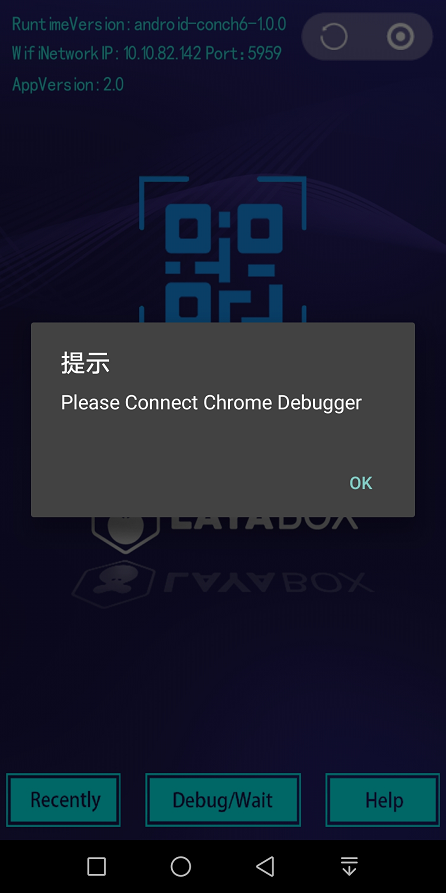 RuntimeVersion: android-conch6-1.0.0
WifiNetwork IP: 10.10.82.142 Port: 5959
AppVersion: 2.0
提示
Please Connect Chrome Debugger
OK
LAYABOX
LAYABOX
Recently
Debug/Wait
Help